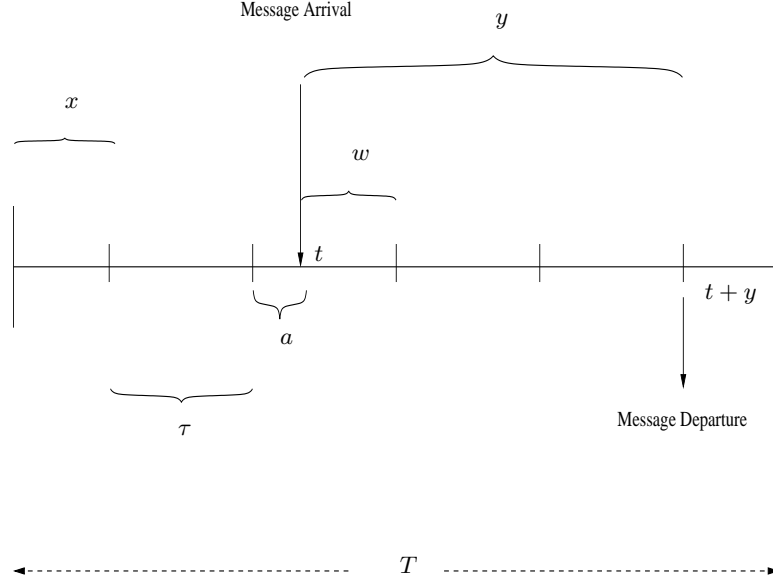 Message Arrival
y
x
w
t
t + y
a
τ
Message Departure
T